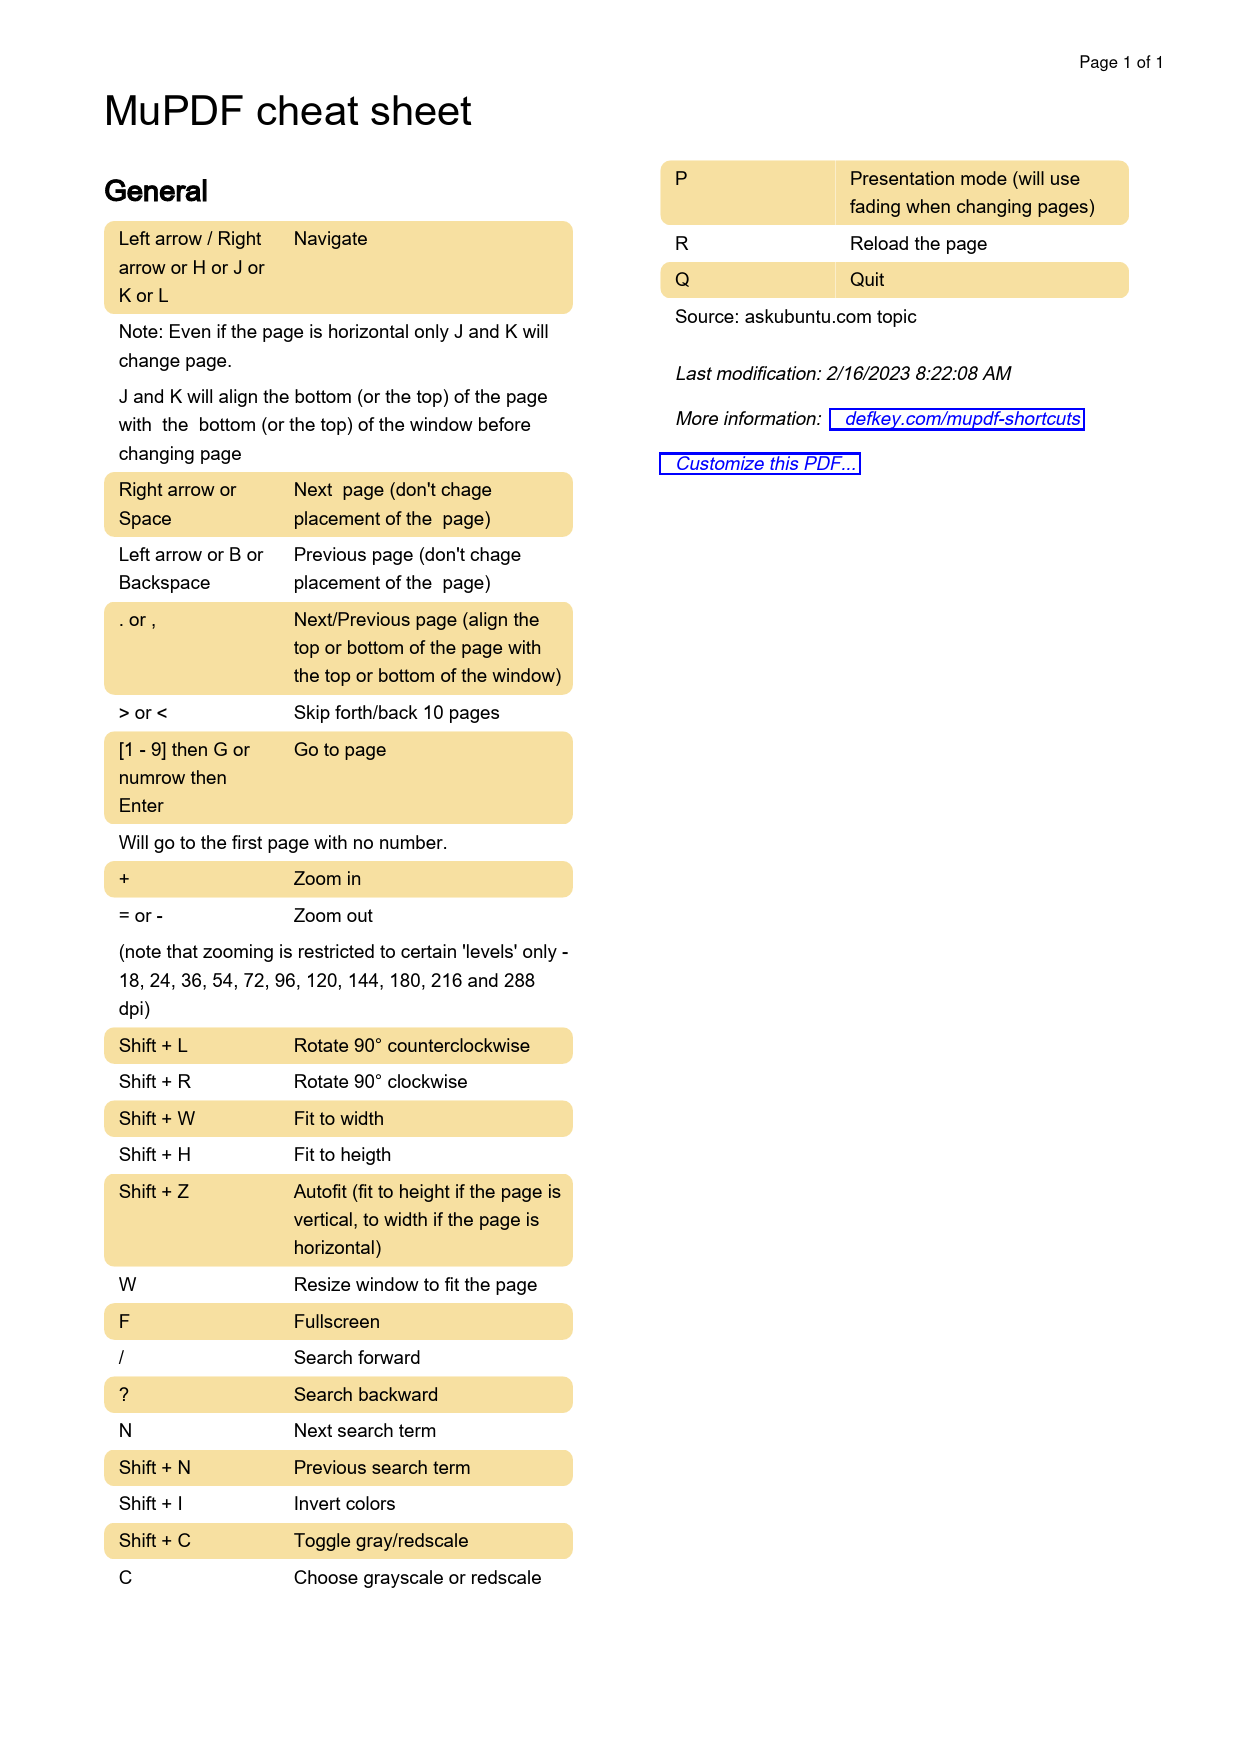 Page 1 of 1
MuPDF cheat sheet
General
Left arrow / Right Navigate
arrow or H or J or
K or L
Note: Even if the page is horizontal only J and K will
change page.
J and K will align the bottom (or the top) of the page
with the bottom (or the top) of the window before
changing page
Right arrow or Next page (don't chage
Space placement of the page)
Left arrow or B or Previous page (don't chage
Backspace placement of the page)
. or , Next/Previous page (align the
top or bottom of the page with
the top or bottom of the window)
> or < Skip forth/back 10 pages
[1 - 9] then G or Go to page
numrow then
Enter
Will go to the first page with no number.
+ Zoom in
= or - Zoom out
(note that zooming is restricted to certain 'levels' only -
18, 24, 36, 54, 72, 96, 120, 144, 180, 216 and 288
dpi)
Shift + L Rotate 90° counterclockwise
Shift + R Rotate 90° clockwise
Shift + W Fit to width
Shift + H Fit to heigth
Shift + Z Autofit (fit to height if the page is
vertical, to width if the page is
horizontal)
W Resize window to fit the page
F Fullscreen
/ Search forward
? Search backward
N Next search term
Shift + N Previous search term
Shift + I Invert colors
Shift + C Toggle gray/redscale
C Choose grayscale or redscale
P Presentation mode (will use
fading when changing pages)
R Reload the page
Q Quit
Source: askubuntu.com topic
Last modification: 2/16/2023 8:22:08 AM
More information: defkey.com/mupdf-shortcuts
Customize this PDF...